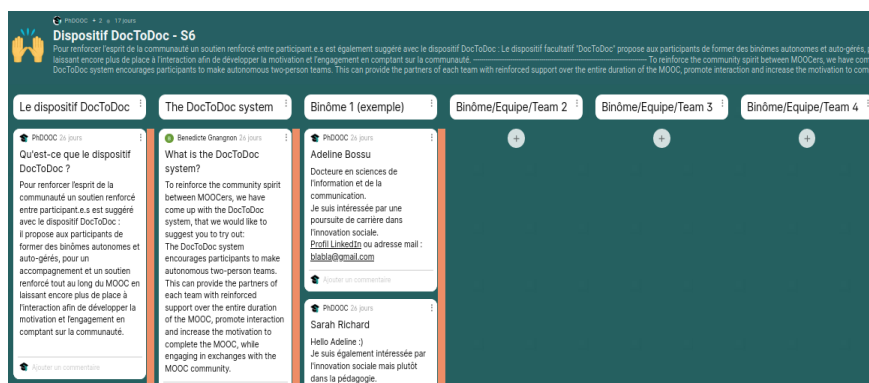 PhDOOC + 2 17 jours
Dispositif DocToDoc - S6
Pour renforcer l'esprit de la communauté un soutien renforcé entre participant.e.s est également suggéré avec le dispositif DocToDoc : Le dispositif facultatif "DocToDoc" propose aux participants de former des binômes autonomes et auto-gérés,
laissant encore plus de place à l'interaction afin de développer la motivation et l'engagement en comptant sur la communauté. ---------- To reinforce the community spirit between MOOCers, we have com
DocToDoc system encourages participants to make autonomous two-person teams. This can provide the partners of each team with reinforced support over the entire duration of the MOOC, promote interaction and increase the motivation to com
Le dispositif DocToDoc
PhDOOC 26 jours
Qu'est-ce que le dispositif
DocToDoc ?
Pour renforcer l'esprit de la
communauté un soutien renforcé
entre participant.e.s est suggéré
avec le dispositif DocToDoc :
il propose aux participants de
former des binômes autonomes et
auto-gérés, pour un
accompagnement et un soutien
renforcé tout au long du MOOC en
laissant encore plus de place à
l'interaction afin de développer la
motivation et l'engagement en
comptant sur la communauté.
Ajouter un commentaire
The DocToDoc system
Benedicte Gnangnon 26 jours
What is the DocToDoc
system?
To reinforce the community spirit
between MOOCers, we have
come up with the DocToDoc
system, that we would like to
suggest you to try out:
The DocToDoc system
encourages participants to make
autonomous two-person teams.
This can provide the partners of
each team with reinforced
support over the entire duration
of the MOOC, promote interaction
and increase the motivation to
complete the MOOC, while
engaging in exchanges with the
MOOC community.
Binôme 1 (exemple)
PhDOOC 26 jours
Adeline Bossu
Docteure en sciences de
l'information et de la
communication.
Je suis intéressée par une
poursuite de carrière dans
l'innovation sociale.
Profil LinkedIn ou adresse mail :
blabla@gmail.com
Ajouter un commentaire
PhDOOC 26 jours
Sarah Richard
Hello Adeline :)
Je suis également intéressée par
l'innovation sociale mais plutôt
dans la pédagogie.
Binôme/Equipe/Team 2
+
Binôme/Equipe/Team 3
+
Binôme/Equipe/Team 4
+